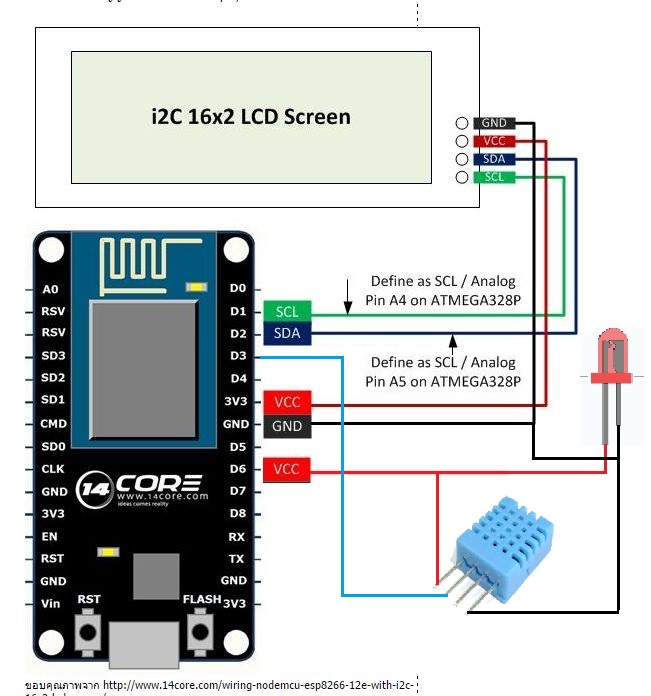 i2C 16x2 LCD Screen
GND
VCC
SDA
SCL
Define as SCL / Analog
Pin A4 on ATMEGA328P
Define as SCL / Analog
Pin A5 on ATMEGA328P
SCL
SDA
VCC
GND
VCC
A0
RSV
RSV
SD3
SD2
SD1
CMD
SD0
CLK
GND
3V3
EN
RST
GND
Vin
D0
D1
D2
D3
D4
3V3
GND
D5
D6
D7
D8
RX
TX
GND
3V3
14 CORE
www.14core.com
ideas comes reality
RST
FLASH
ขอบคุณภาพจาก http://www.14core.com/wiring-nodemcu-esp8266-12e-with-i2c-